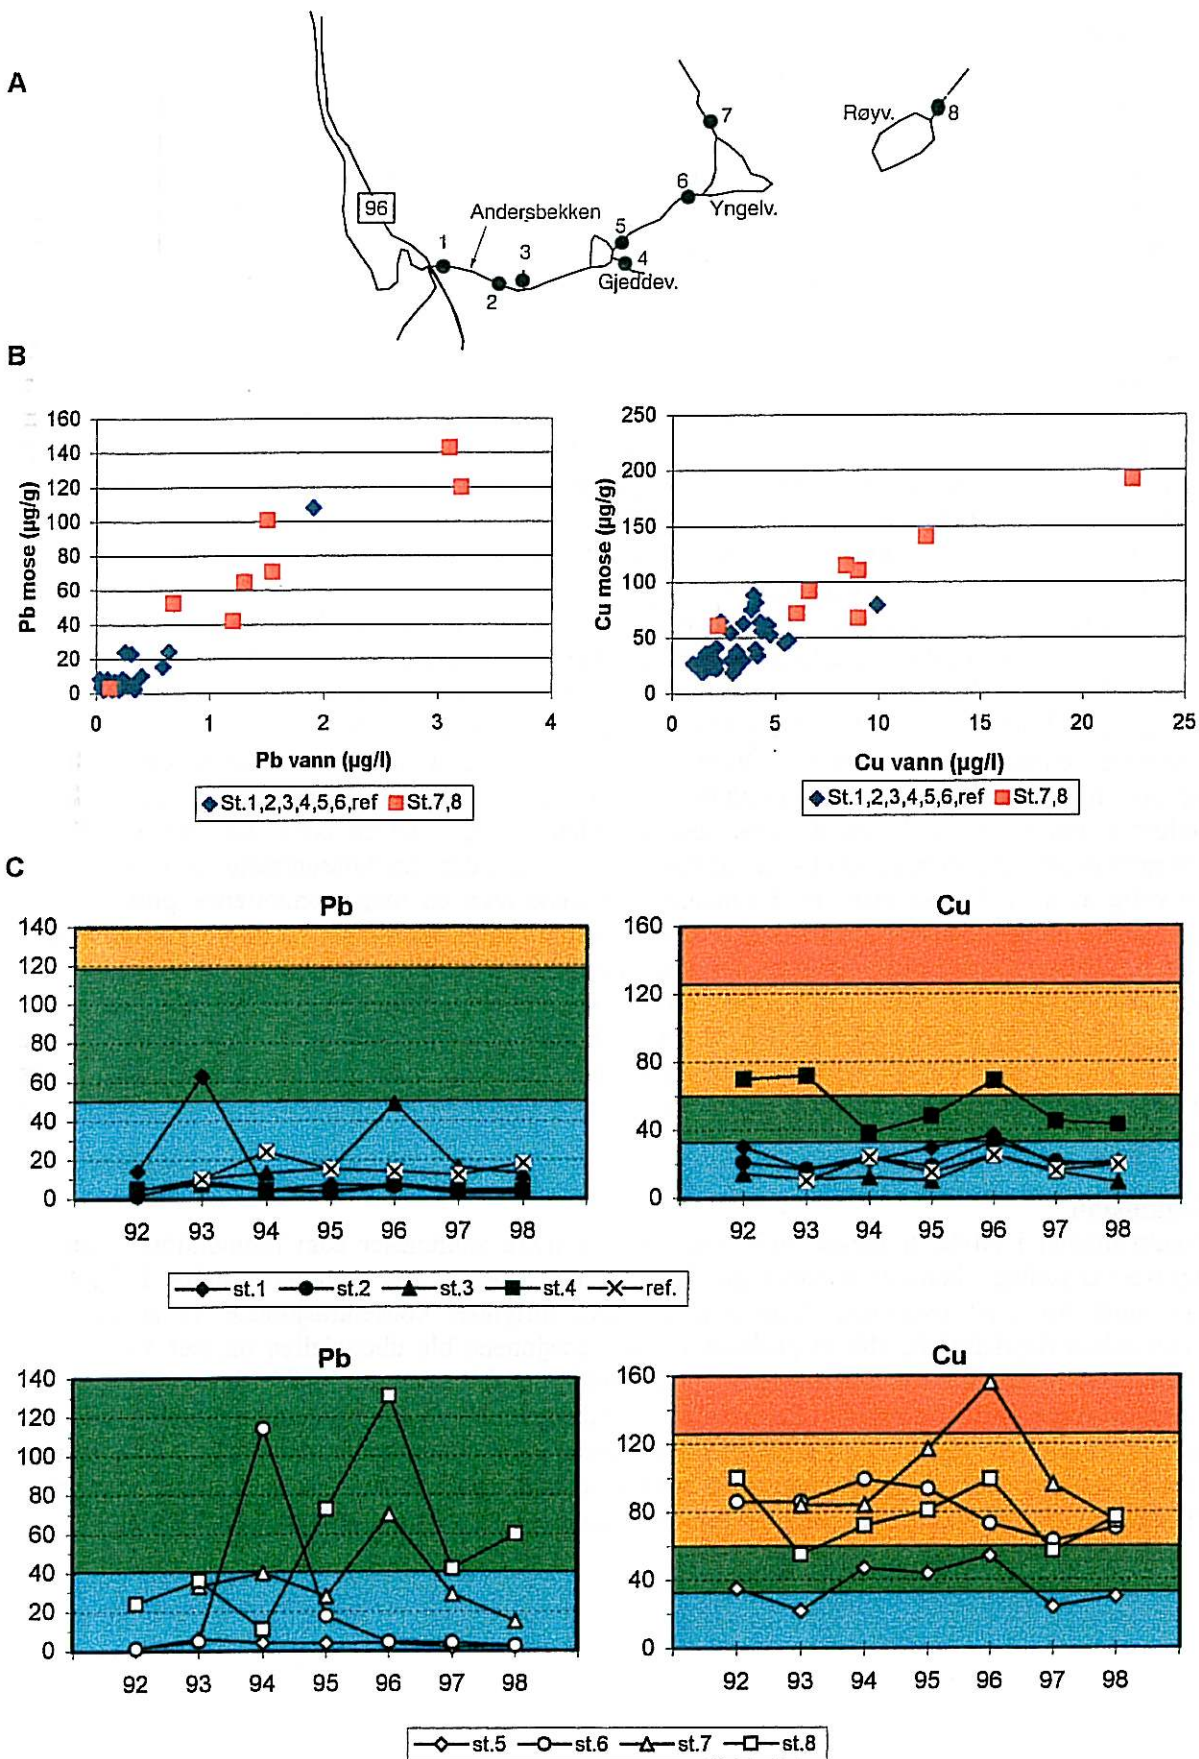 A
7
Røyv.
8
6
Yngelv.
96
Andersbekken
5
1
3
4
Gjeddev.
2
B
160
140
120
100
80
60
40
20
0
Pb mose (µg/g)
0 1 2 3 4
Pb vann (µg/l)
St.1,2,3,4,5,6,ref St.7,8
250
200
150
100
50
0
Cu mose (µg/g)
0 5 10 15 20 25
Cu vann (µg/l)
St.1,2,3,4,5,6,ref St.7,8
C
Pb
140
120
100
80
60
40
20
0
92 93 94 95 96 97 98
Cu
160
120
80
40
0
92 93 94 95 96 97 98
st.1 st.2 st.3 st.4 ref.
Pb
140
120
100
80
60
40
20
0
92 93 94 95 96 97 98
Cu
160
120
80
40
0
92 93 94 95 96 97 98
st.5 st.6 st.7 st.8